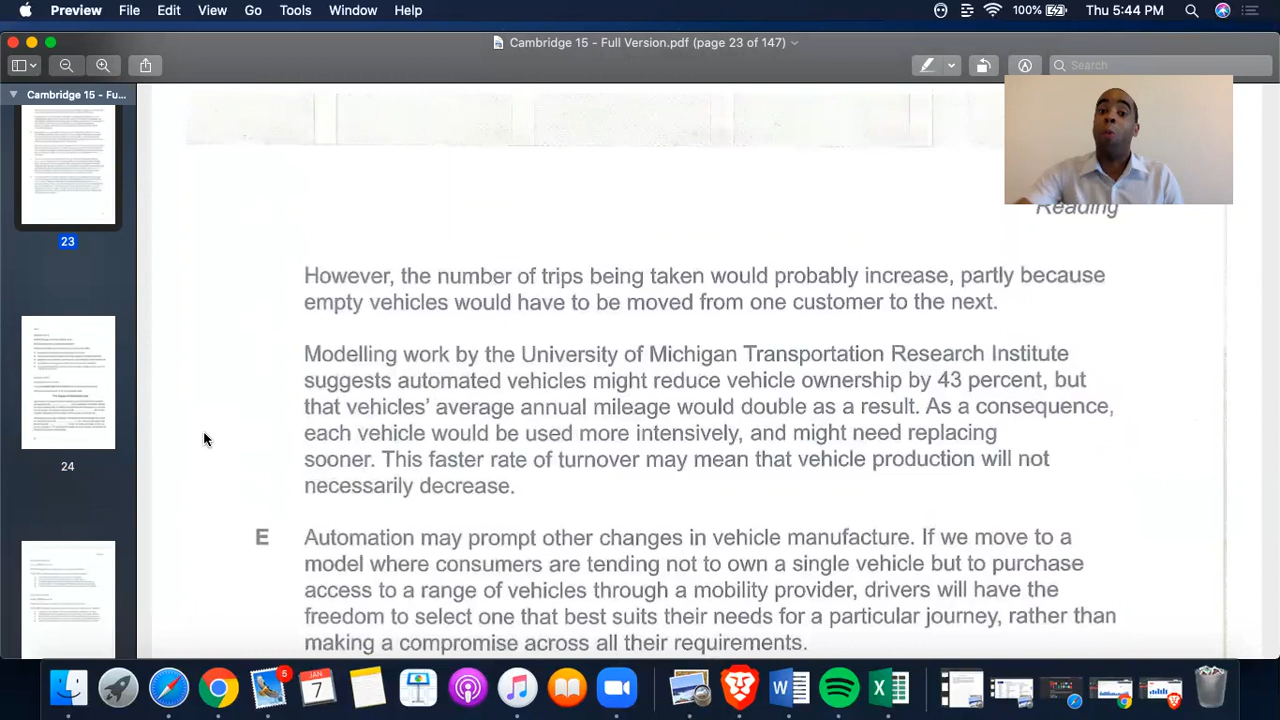 Preview File Edit View Go Tools Window Help 100% Thu 5:44 PM
Cambridge 15 - Full Version.pdf (page 23 of 147)
Search
Cambridge 15 - Fu...
23
24
Reading
However, the number of trips being taken would probably increase, partly because
empty vehicles would have to be moved from one customer to the next.
Modelling work by the University of Michigan Transportation Research Institute
suggests automated vehicles might reduce vehicle ownership by 43 percent, but
that vehicles' average annual mileage would double as a result. As a consequence,
each vehicle would be used more intensively, and might need replacing
sooner. This faster rate of turnover may mean that vehicle production will not
necessarily decrease.
E Automation may prompt other changes in vehicle manufacture. If we move to a
model where consumers are tending not to own a single vehicle but to purchase
access to a range of vehicles through a mobility provider, drivers will have the
freedom to select one that best suits their needs for a particular journey, rather than
making a compromise across all their requirements.
5
JAN
7